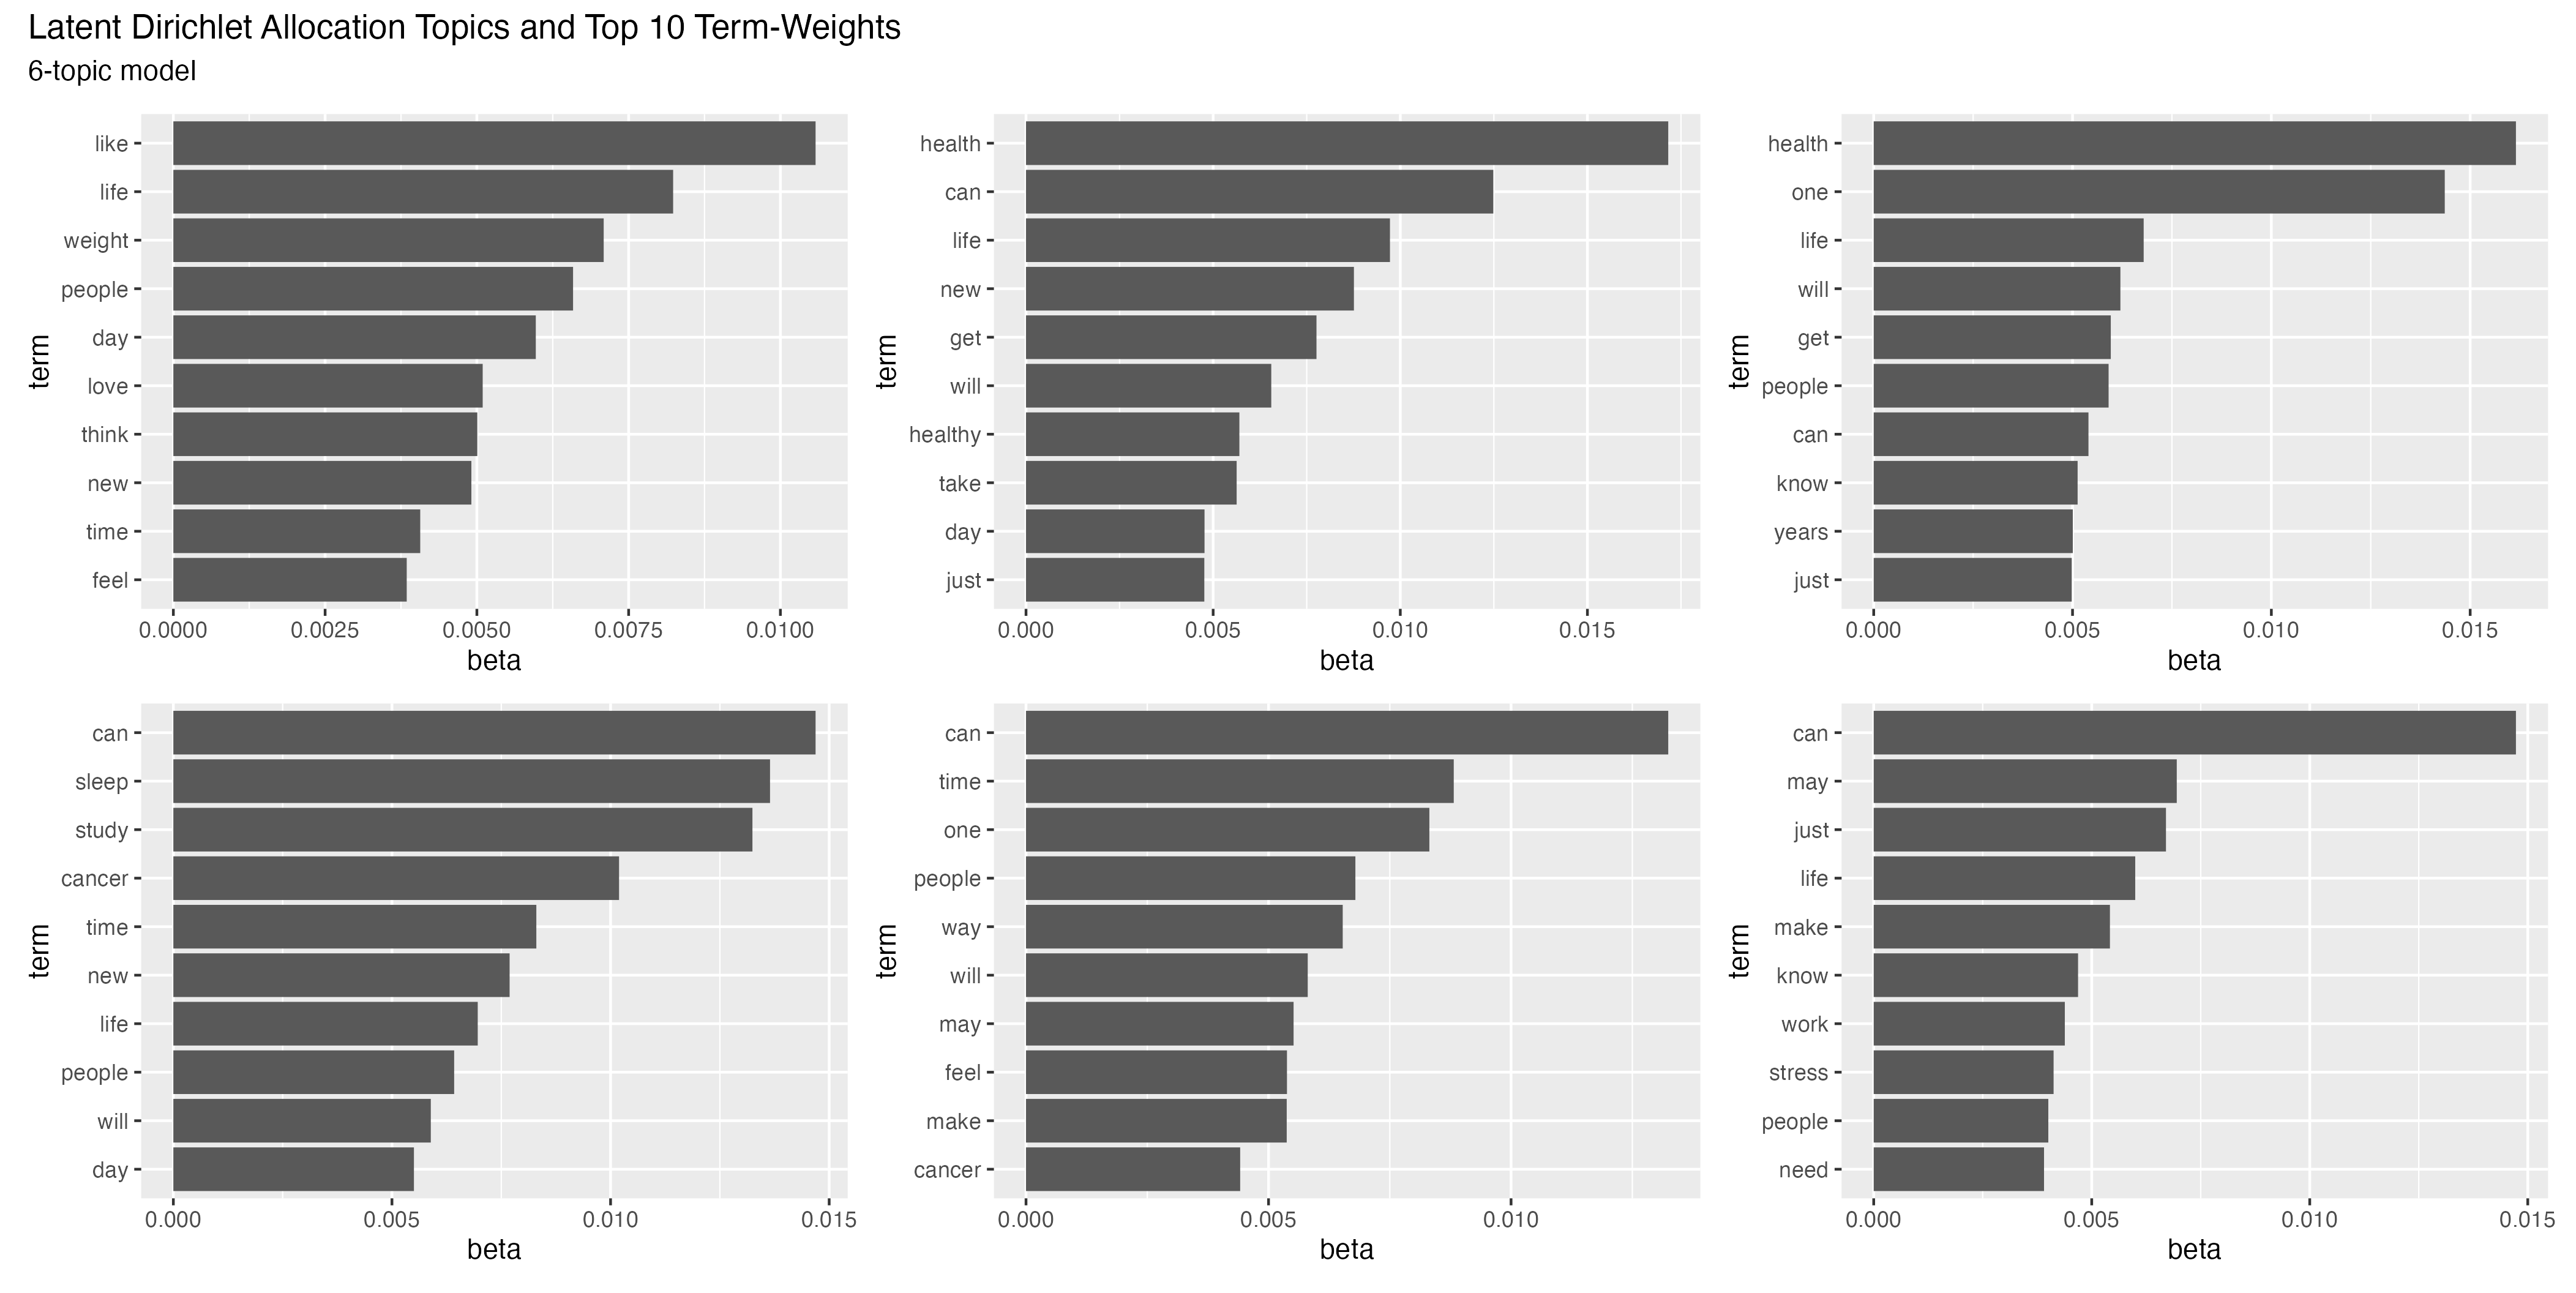 Latent Dirichlet Allocation Topics and Top 10 Term-Weights
6-topic model
term
like
life
weight
people
day
love
think
new
time
feel
0.0000 0.0025 0.0050 0.0075 0.0100
beta
term
health
can
life
new
get
will
healthy
take
day
just
0.000 0.005 0.010 0.015
beta
term
health
one
life
will
get
people
can
know
years
just
0.000 0.005 0.010 0.015
beta
term
can
sleep
study
cancer
time
new
life
people
will
day
0.000 0.005 0.010 0.015
beta
term
can
time
one
people
way
will
may
feel
make
cancer
0.000 0.005 0.010
beta
term
can
may
just
life
make
know
work
stress
people
need
0.000 0.005 0.010 0.015
beta